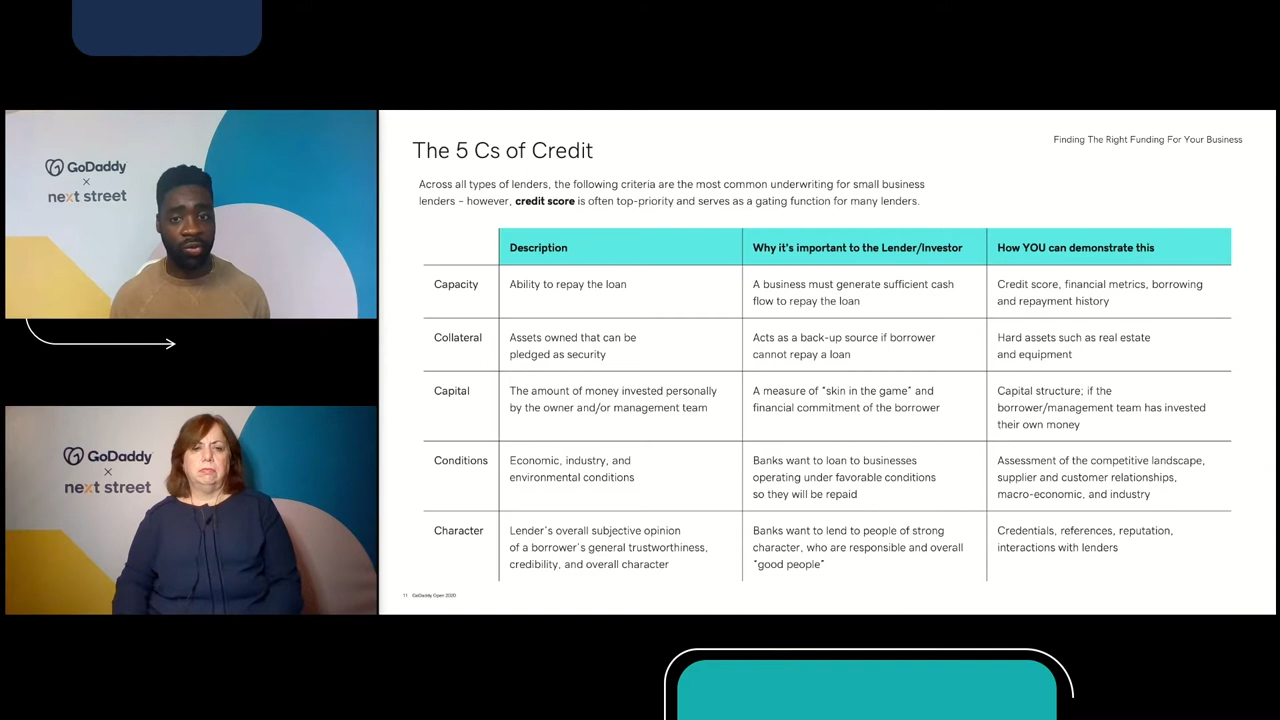 GoDaddy
×
next street
GoDaddy
×
next street
Finding The Right Funding For Your Business
The 5 Cs of Credit
Across all types of lenders, the following criteria are the most common underwriting for small business
lenders – however, credit score is often top-priority and serves as a gating function for many lenders.
Description
Why it's important to the Lender/Investor
How YOU can demonstrate this
Capacity
Ability to repay the loan
A business must generate sufficient cash
flow to repay the loan
Credit score, financial metrics, borrowing
and repayment history
Collateral
Assets owned that can be
pledged as security
Acts as a back-up source if borrower
cannot repay a loan
Hard assets such as real estate
and equipment
Capital
The amount of money invested personally
by the owner and/or management team
A measure of "skin in the game" and
financial commitment of the borrower
Capital structure; if the
borrower/management team has invested
their own money
Conditions
Economic, industry, and
environmental conditions
Banks want to loan to businesses
operating under favorable conditions
so they will be repaid
Assessment of the competitive landscape,
supplier and customer relationships,
macro-economic, and industry
Character
Lender's overall subjective opinion
of a borrower's general trustworthiness,
credibility, and overall character
Banks want to lend to people of strong
character, who are responsible and overall
"good people"
Credentials, references, reputation,
interactions with lenders
11 GoDaddy Open 2020